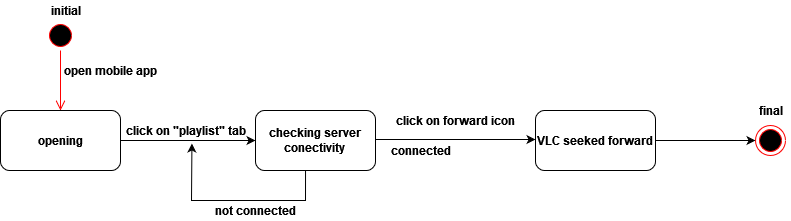 initial
open mobile app
opening
click on "playlist" tab
checking server
conectivity
not connected
click on forward icon
connected
VLC seeked forward
final